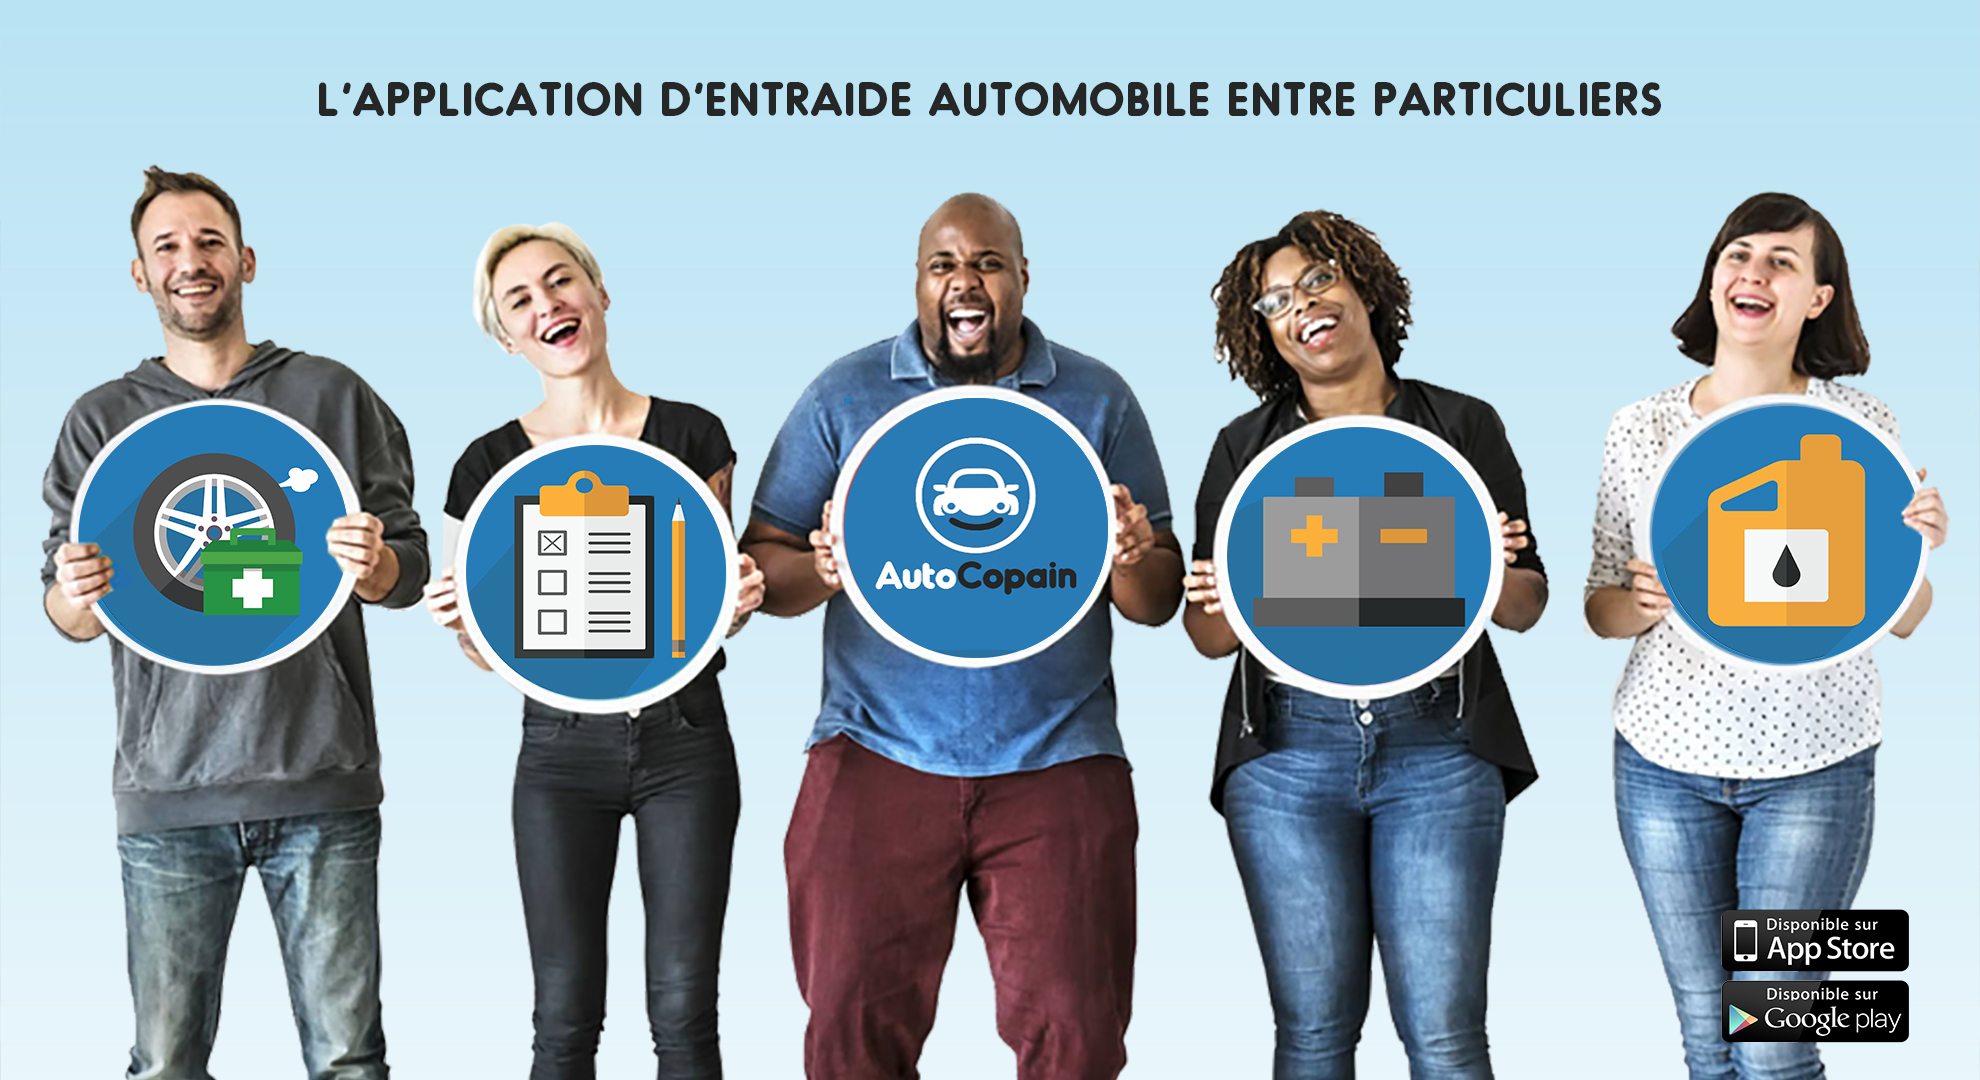 L'APPLICATION D'ENTRAIDE AUTOMOBILE ENTRE PARTICULIERS
AutoCopain
Disponible sur
App Store
Disponible sur
Google play